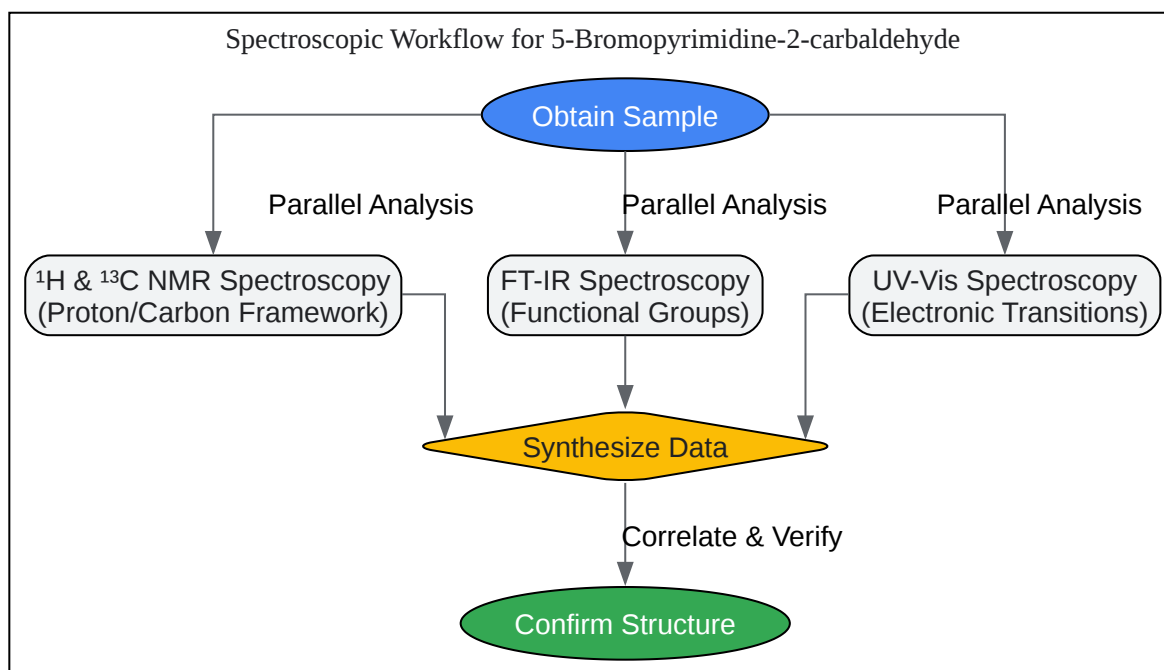 Spectroscopic Workflow for 5-Bromopyrimidine-2-carbaldehyde
Obtain Sample
Parallel Analysis
Parallel Analysis
Parallel Analysis
¹H & ¹³C NMR Spectroscopy
(Proton/Carbon Framework)
FT-IR Spectroscopy
(Functional Groups)
UV-Vis Spectroscopy
(Electronic Transitions)
Synthesize Data
Correlate & Verify
Confirm Structure